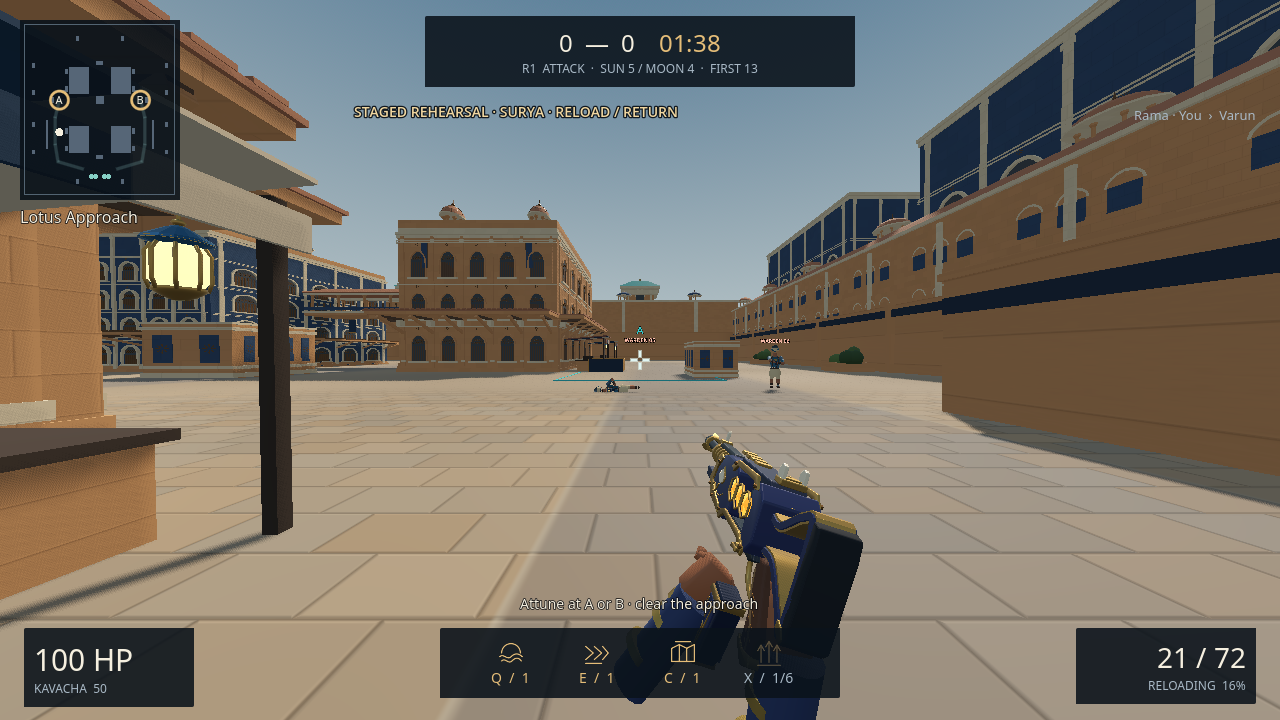 0 — 0 01:38
R1 ATTACK · SUN 5 / MOON 4 · FIRST 13
STAGED REHEARSAL · SURYA · RELOAD / RETURN
Rama · You › Varun
A
B
Lotus Approach
A
Attune at A or B · clear the approach
100 HP
KAVACHA 50
Q / 1
E / 1
C / 1
X / 1/6
21 / 72
RELOADING 16%